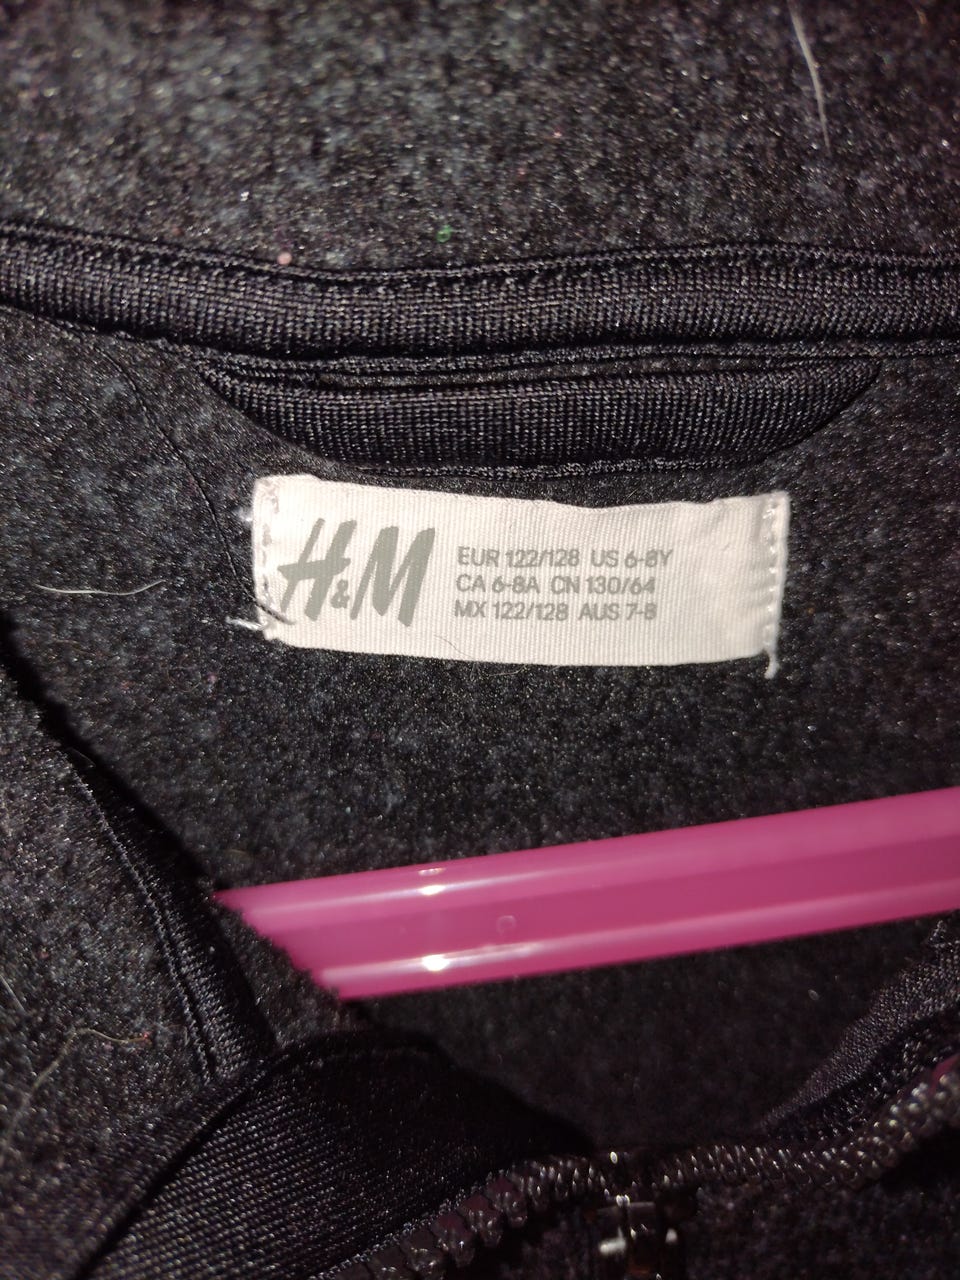 H&M
EUR 122/128 US 6-8Y
CA 6-8A CN 130/64
MX 122/128 AUS 7-8